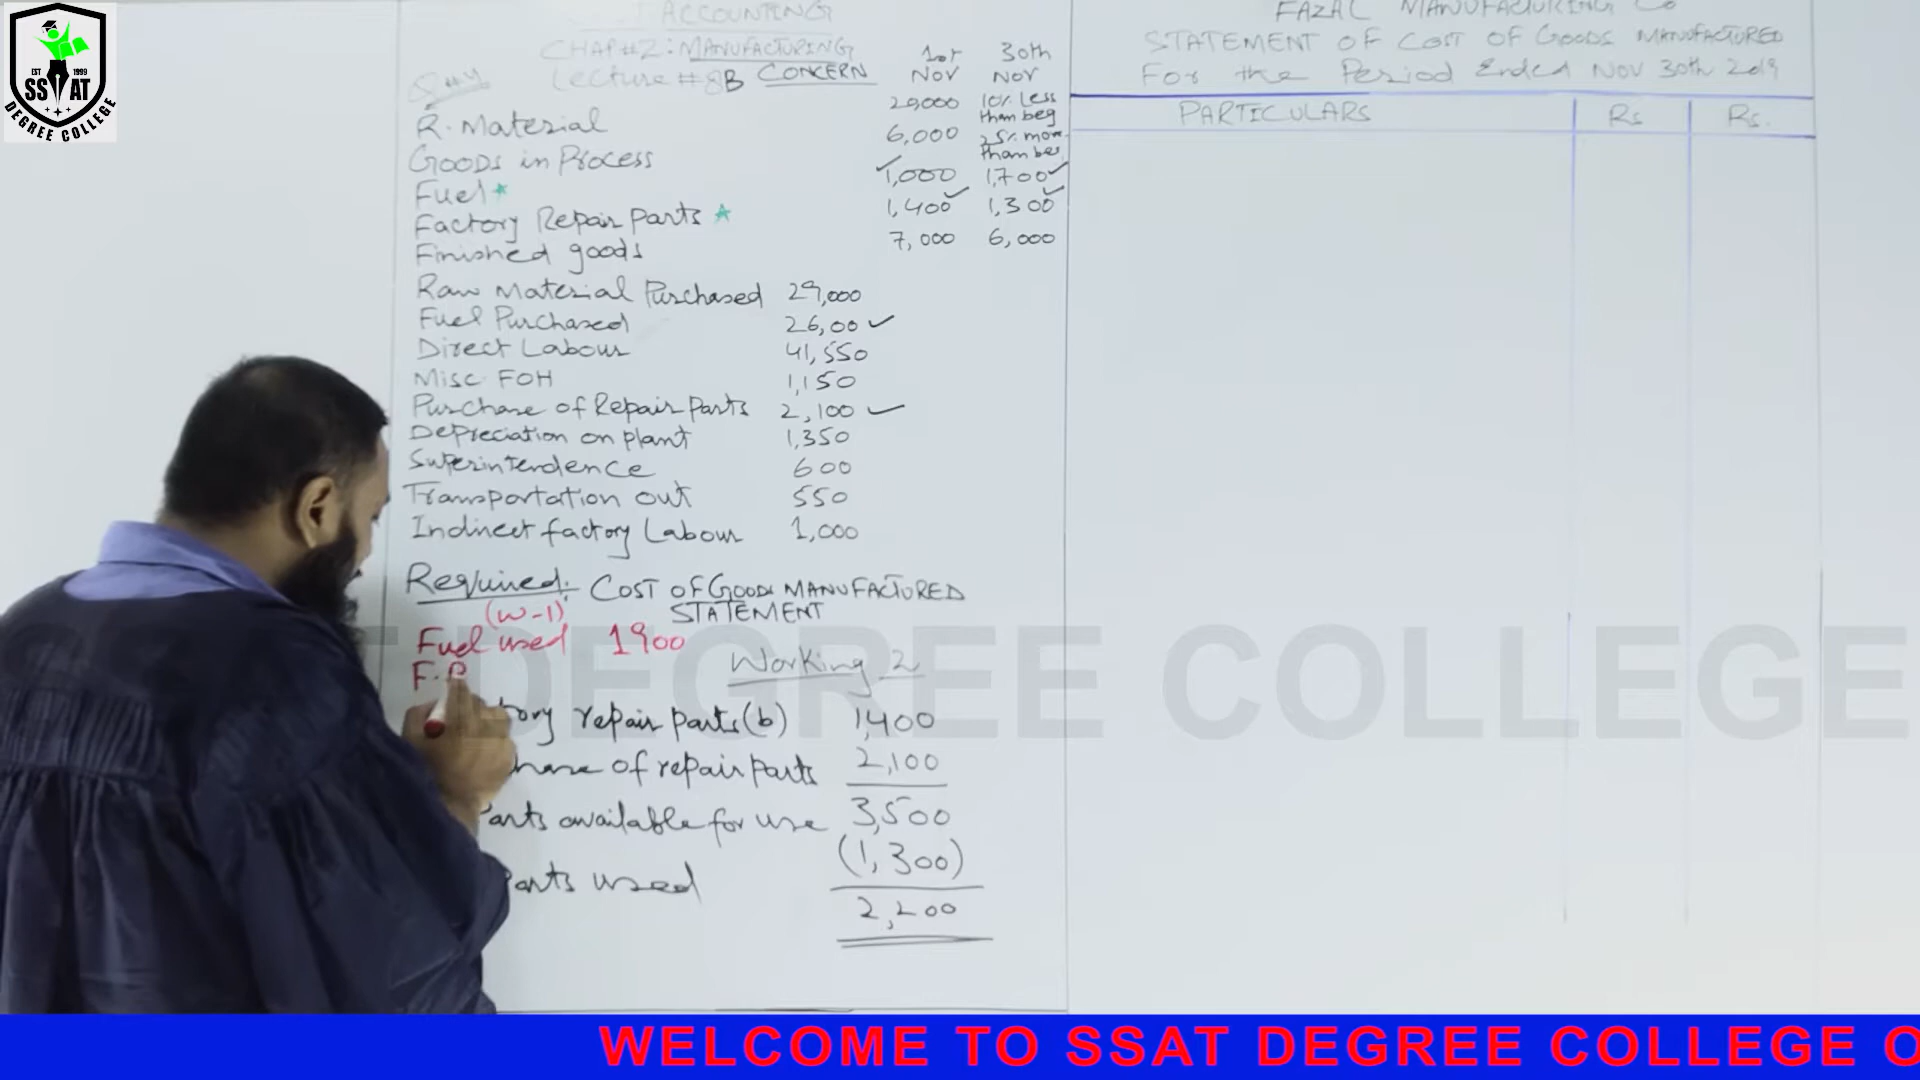 EST 1999
SSAT
DEGREE COLLEGE
ACCOUNTING
CHAP#2: MANUFACTURING
Lecture #8B CONCERN
1st Nov
30th Nov
R. Material 20000 10% Less than beg
Goods in Process 6,000 25% more than beg
Fuel* 1,000 1,700
Factory Repair Parts * 1,400 1,300
Finished goods 7,000 6,000
Raw Material Purchased 29,000
Fuel Purchased 26,00
Direct Labour 41,550
Misc FOH 1,150
Purchase of Repair Parts 2,100
Depreciation on plant 1,350
Superintendence 600
Transportation out 550
Indirect factory Labour 1,000
Required: COST OF GOODS MANUFACTURED
STATEMENT
(W-1)
Fuel used 1900
F.R
Working 2
tory repair parts (b) 1,400
hase of repair parts 2,100
Parts available for use 3,500
(1,300)
Parts used
2,200
FAZAL MANUFACTURING Co
STATEMENT OF COST OF GOODS MANUFACTURED
For the Period Ended Nov 30th 2019
PARTICULARS Rs Rs.
T DEGREE COLLEGE
WELCOME TO SSAT DEGREE COLLEGE O